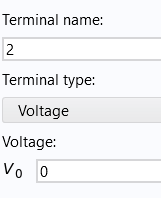 Terminal name:
2
Terminal type:
Voltage
Voltage:
V₀ 0